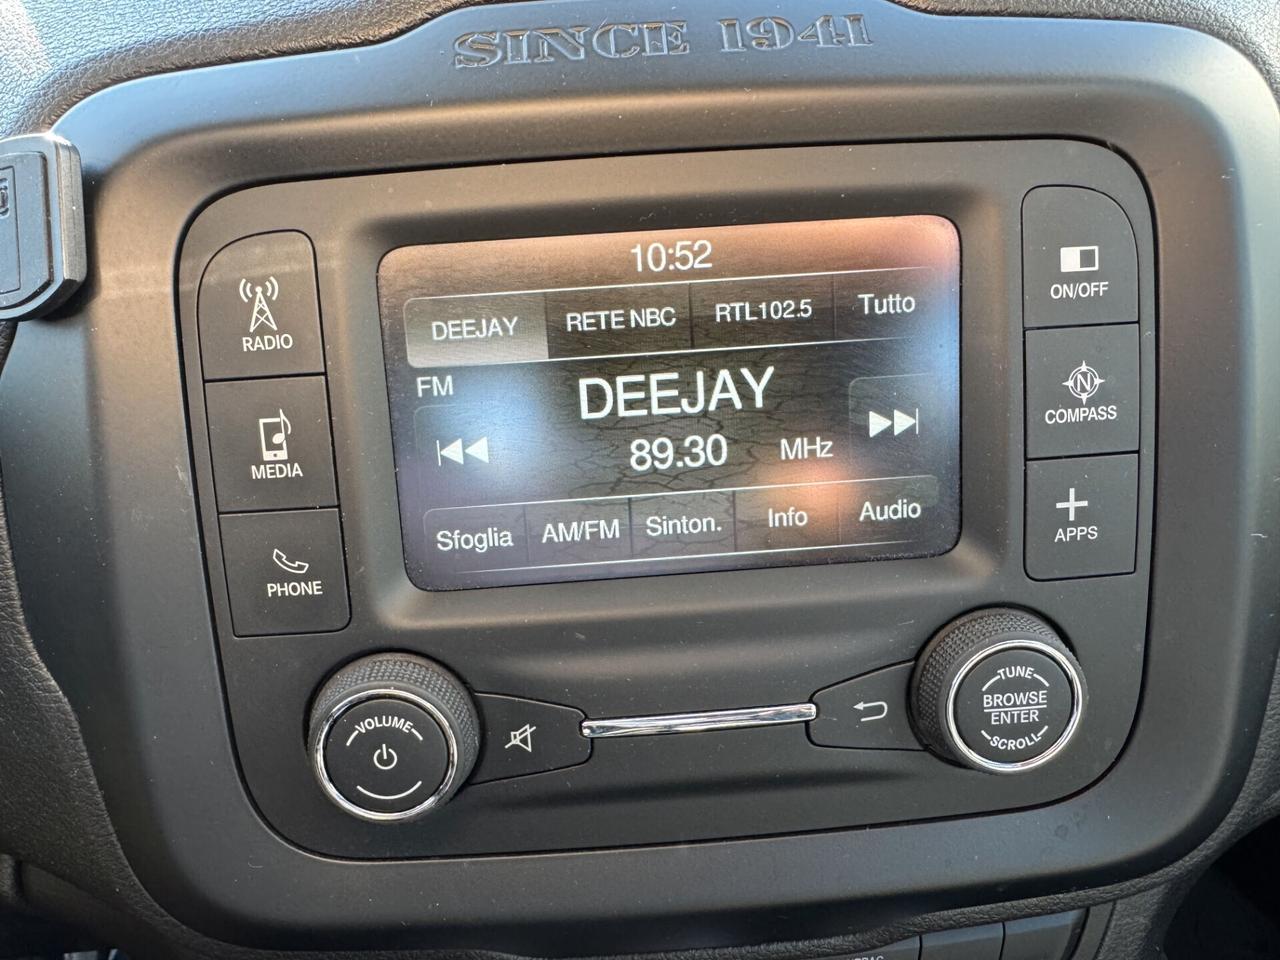 SINCE 1941
10:52
DEEJAY RETE NBC RTL102.5 Tutto
FM
DEEJAY
89.30 MHz
Sfoglia AM/FM Sinton. Info Audio
RADIO
MEDIA
PHONE
ON/OFF
N
COMPASS
APPS
VOLUME
TUNE
BROWSE
ENTER
SCROLL